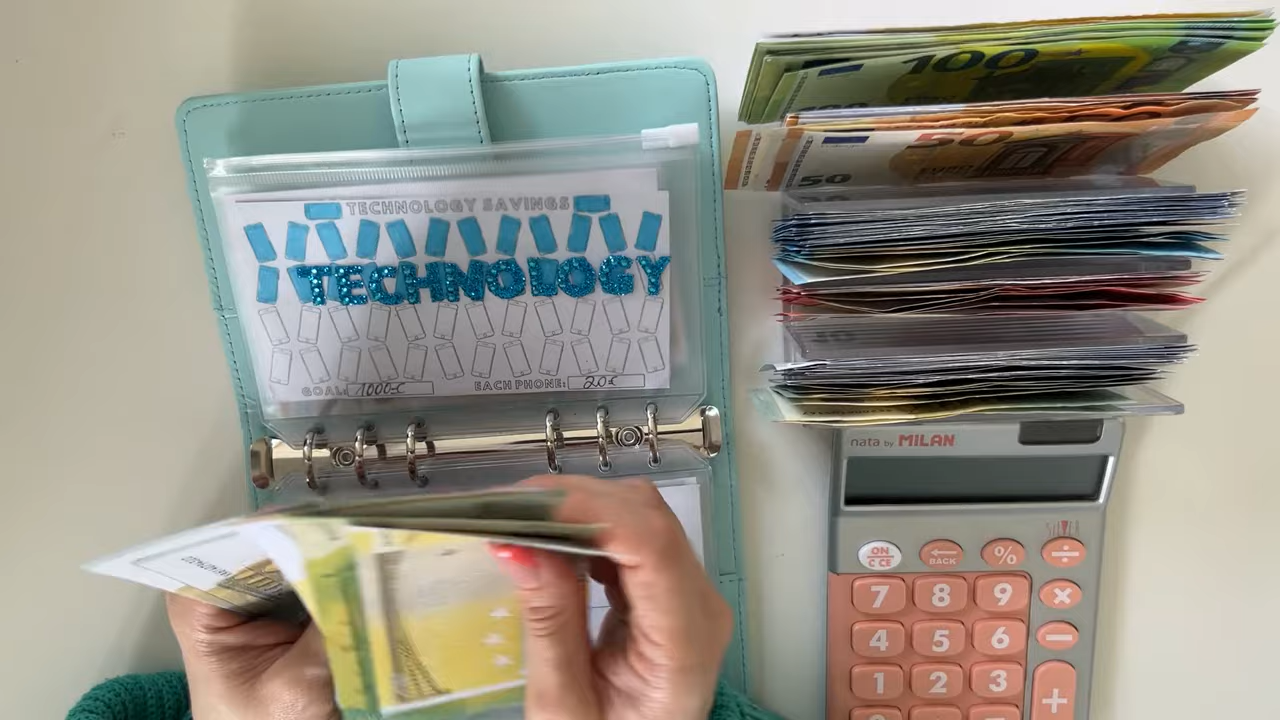 TECHNOLOGY SAVINGS
TECHNOLOGY
GOAL: 1000€
EACH PHONE: 20€
100
50
50
nata by MILAN
SILVER
ON
C CE
BACK
%
÷
7 8 9 ×
4 5 6 −
1 2 3 +